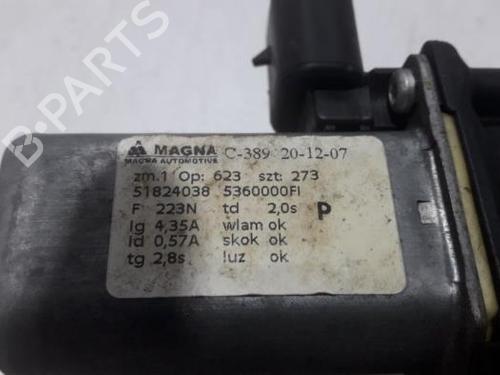 MAGNA C-389 20-12-07
MAGNA AUTOMOTIVE
zm.1 Op: 623 szt: 273
51824038 5360000FI
F 223N td 2,0s P
Ig 4,35A wlam ok
id 0,57A skok ok
tg 2,8s luz ok
B-PARTS